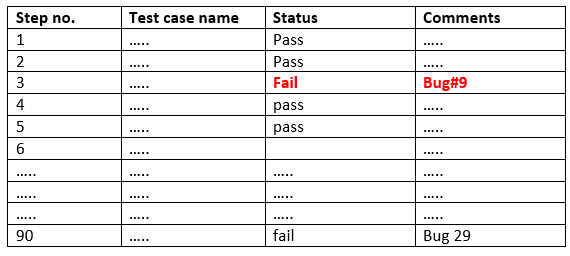 Step no. Test case name Status Comments
1 ….. Pass …..
2 ….. Pass …..
3 ….. Fail Bug#9
4 ….. pass …..
5 ….. pass …..
6 ….. …..
….. ….. ….. …..
….. ….. ….. …..
….. ….. ….. …..
90 ….. fail Bug 29